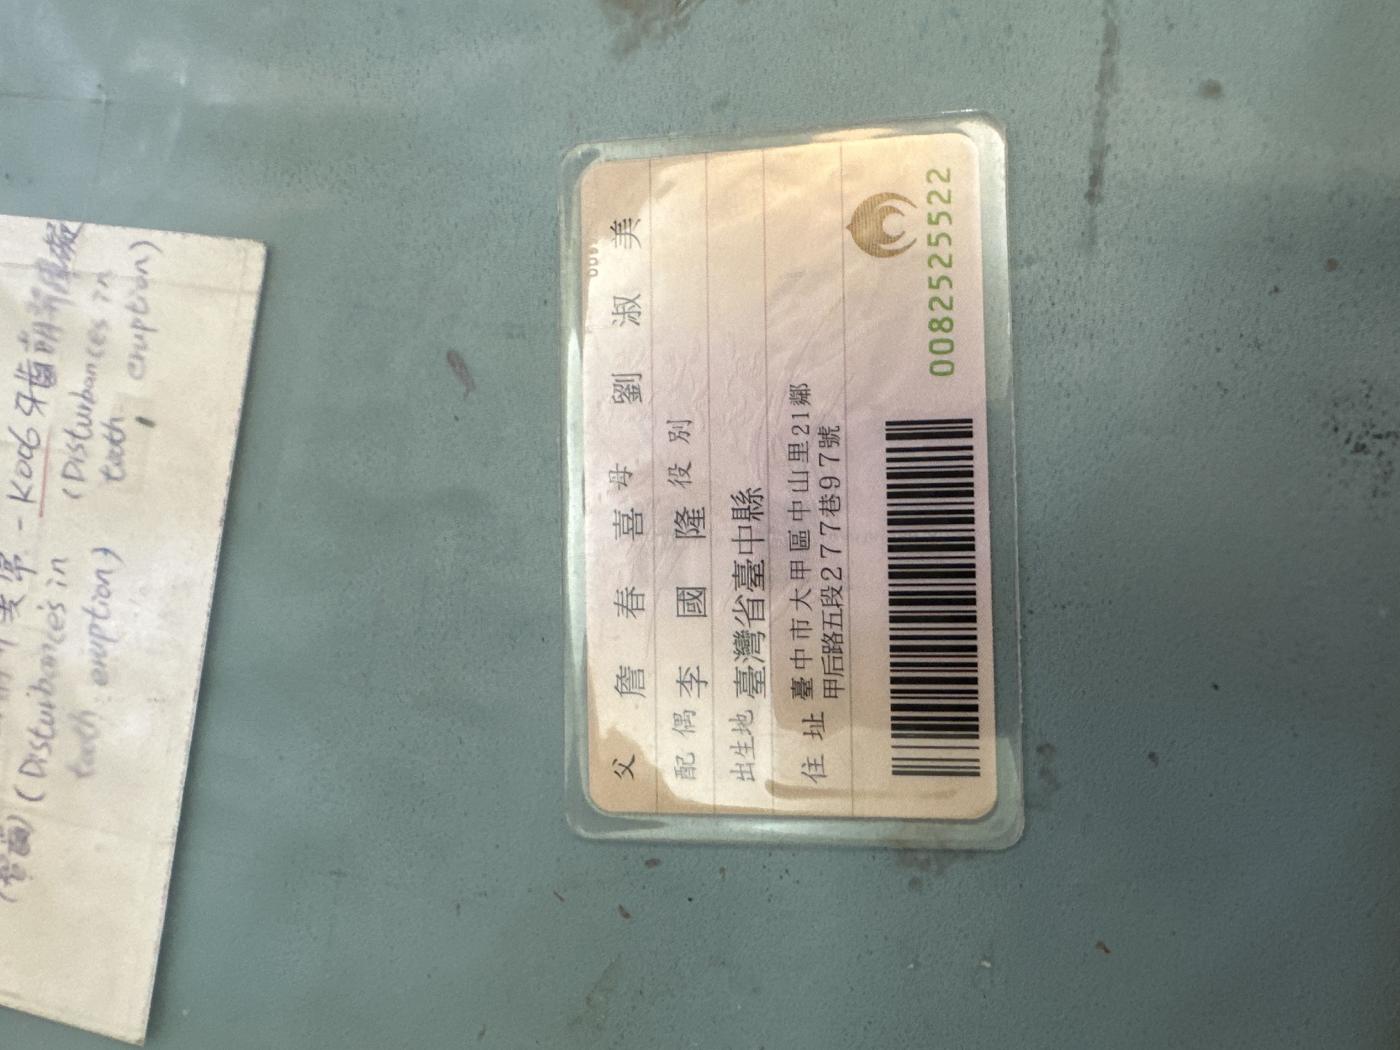 父 詹春喜 母 劉淑美
配偶 李國隆 役別
出生地 臺灣省臺中縣
住址 臺中市大甲區中山里21鄰
甲后路五段277巷97號
0082525522
- K006 牙齒萌
(Disturbances in
tooth eruption)
(Disturbances in
tooth eruption)